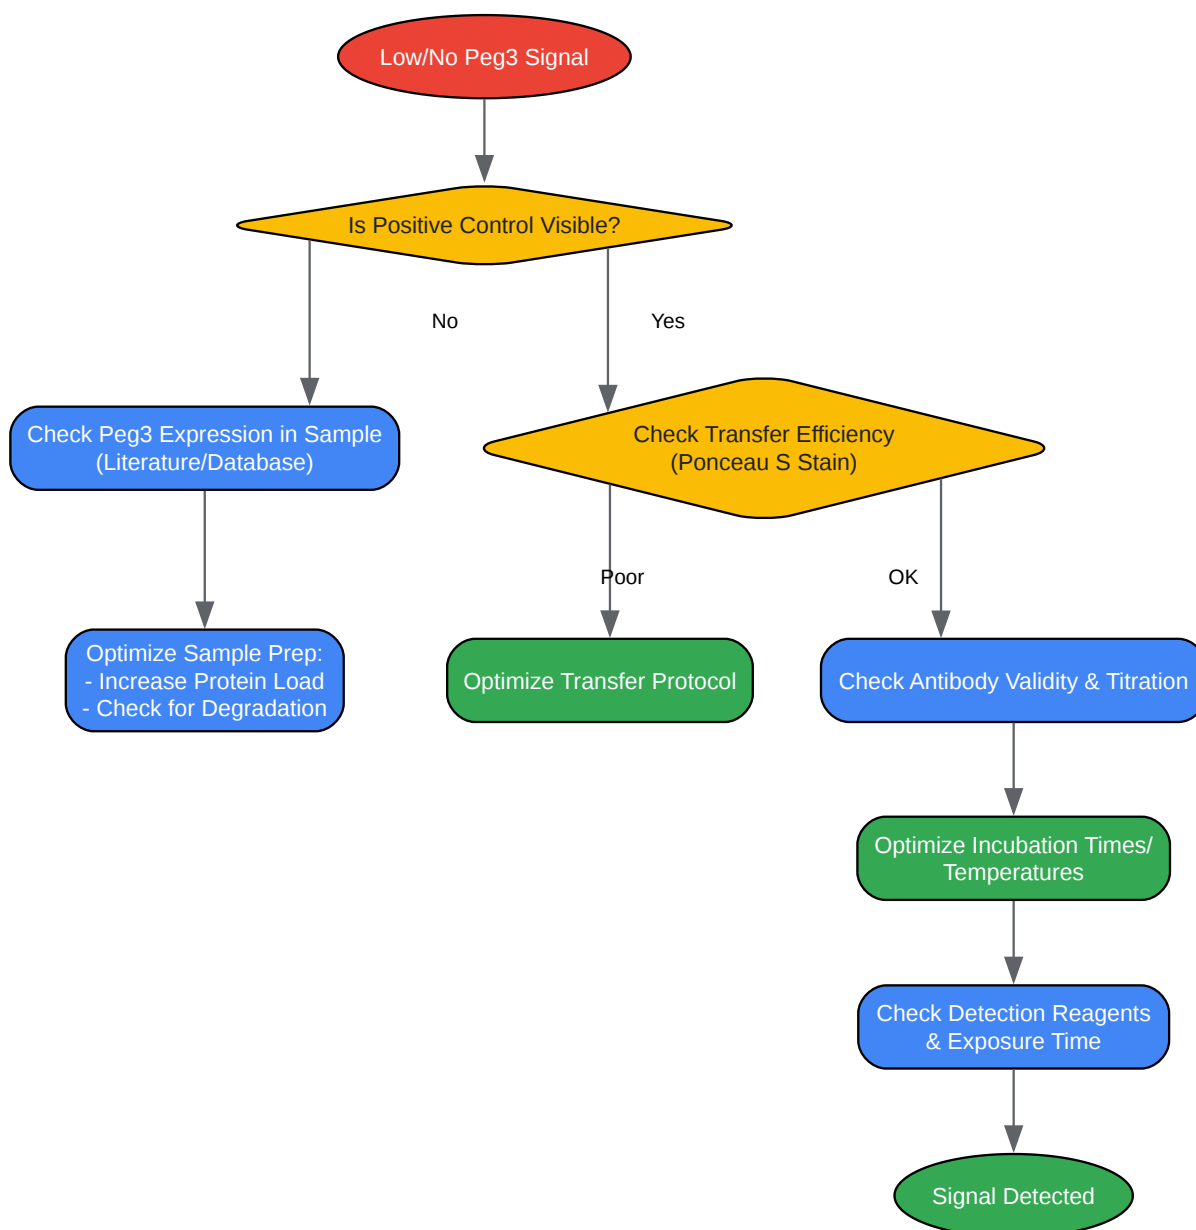 Low/No Peg3 Signal
Is Positive Control Visible?
No
Yes
Check Peg3 Expression in Sample
(Literature/Database)
Check Transfer Efficiency
(Ponceau S Stain)
Poor
OK
Optimize Sample Prep:
- Increase Protein Load
- Check for Degradation
Optimize Transfer Protocol
Check Antibody Validity & Titration
Optimize Incubation Times/
Temperatures
Check Detection Reagents
& Exposure Time
Signal Detected